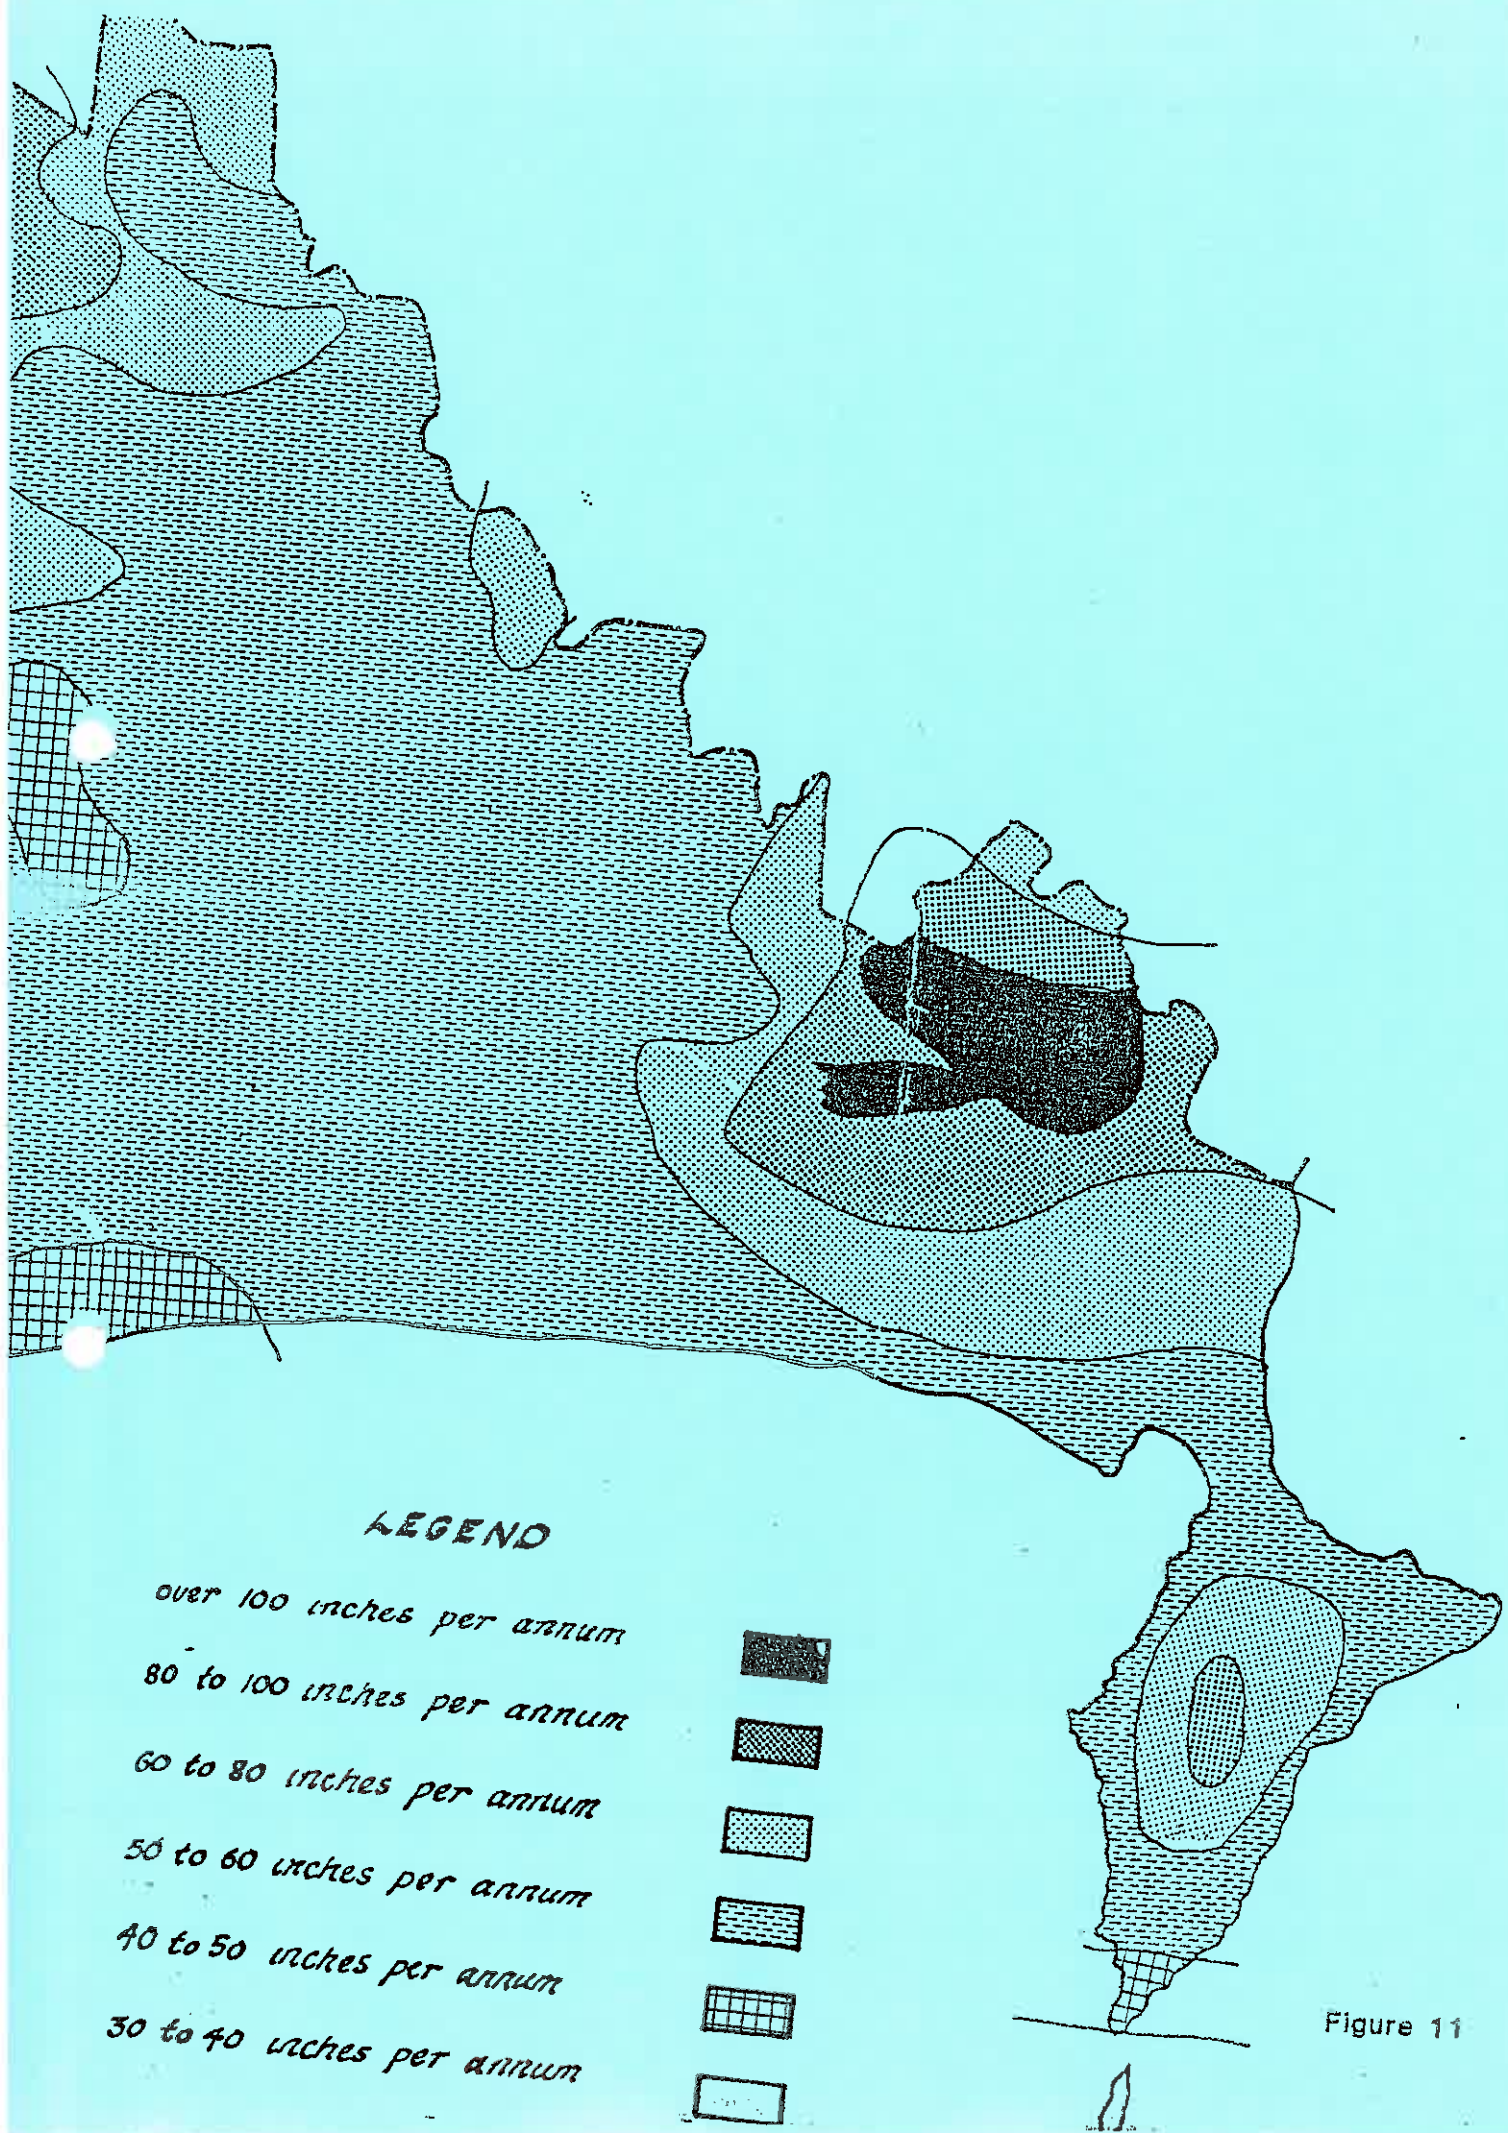 LEGEND
over 100 inches per annum
80 to 100 inches per annum
60 to 80 inches per annum
50 to 60 inches per annum
40 to 50 inches per annum
30 to 40 inches per annum
Figure 11